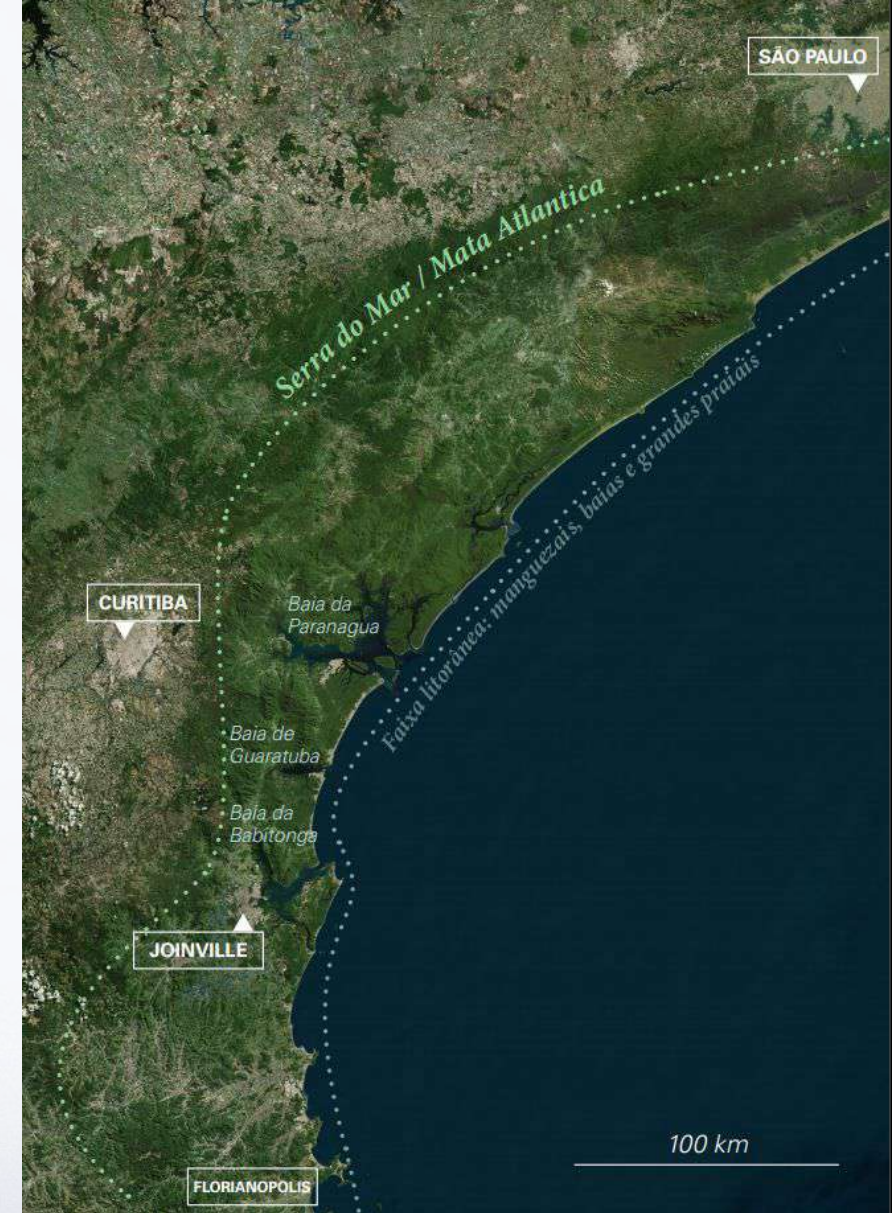 SÃO PAULO
Serra do Mar / Mata Atlantica
Faixa litorânea: manguezais, baias e grandes praiais
CURITIBA
Baia da
Paranagua
Baia de
Guaratuba
Baia da
Babitonga
JOINVILLE
100 km
FLORIANOPOLIS